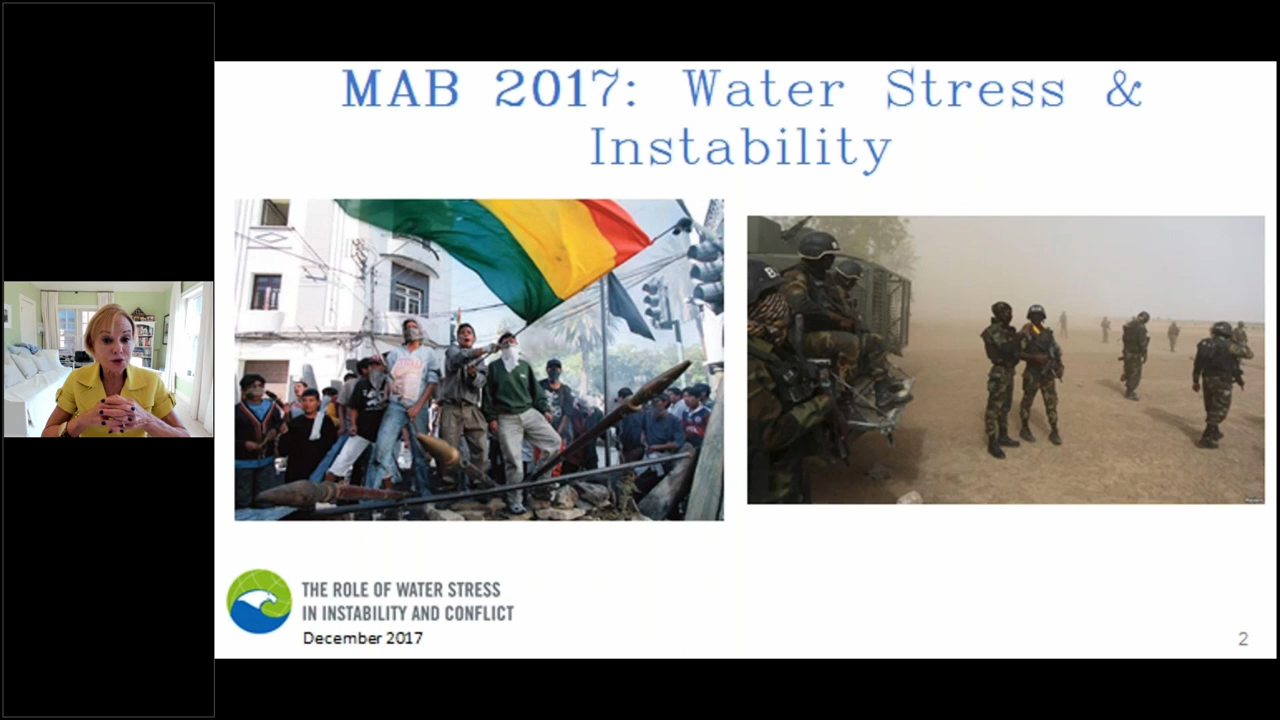 MAB 2017: Water Stress &
Instability
B
THE ROLE OF WATER STRESS
IN INSTABILITY AND CONFLICT
December 2017
2